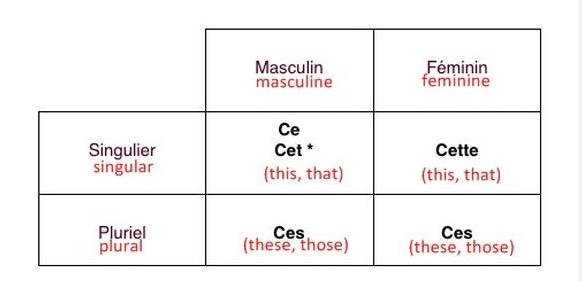 Masculin
masculine
Féminin
feminine
Singulier
singular
Ce
Cet *
(this, that)
Cette
(this, that)
Pluriel
plural
Ces
(these, those)
Ces
(these, those)